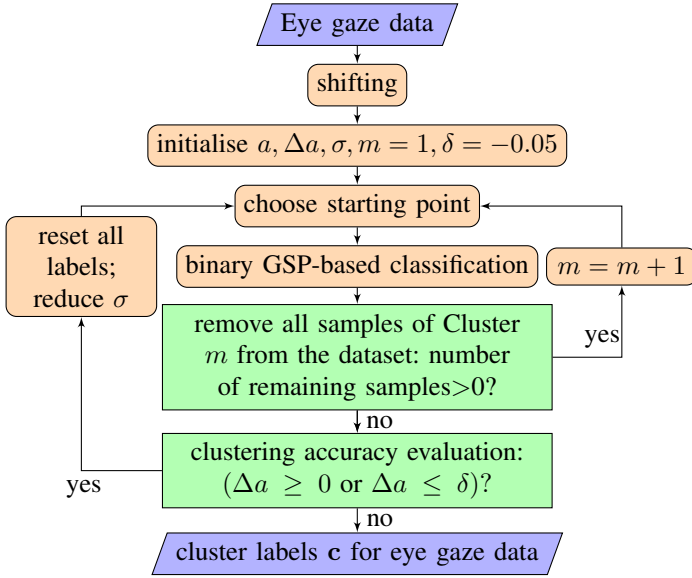 Eye gaze data
shifting
initialise a, Δa, σ, m = 1, δ = −0.05
choose starting point
reset all
labels;
reduce σ
binary GSP-based classification
m = m + 1
remove all samples of Cluster
m from the dataset: number
of remaining samples>0?
yes
no
clustering accuracy evaluation:
(Δa ≥ 0 or Δa ≤ δ)?
yes
no
cluster labels c for eye gaze data